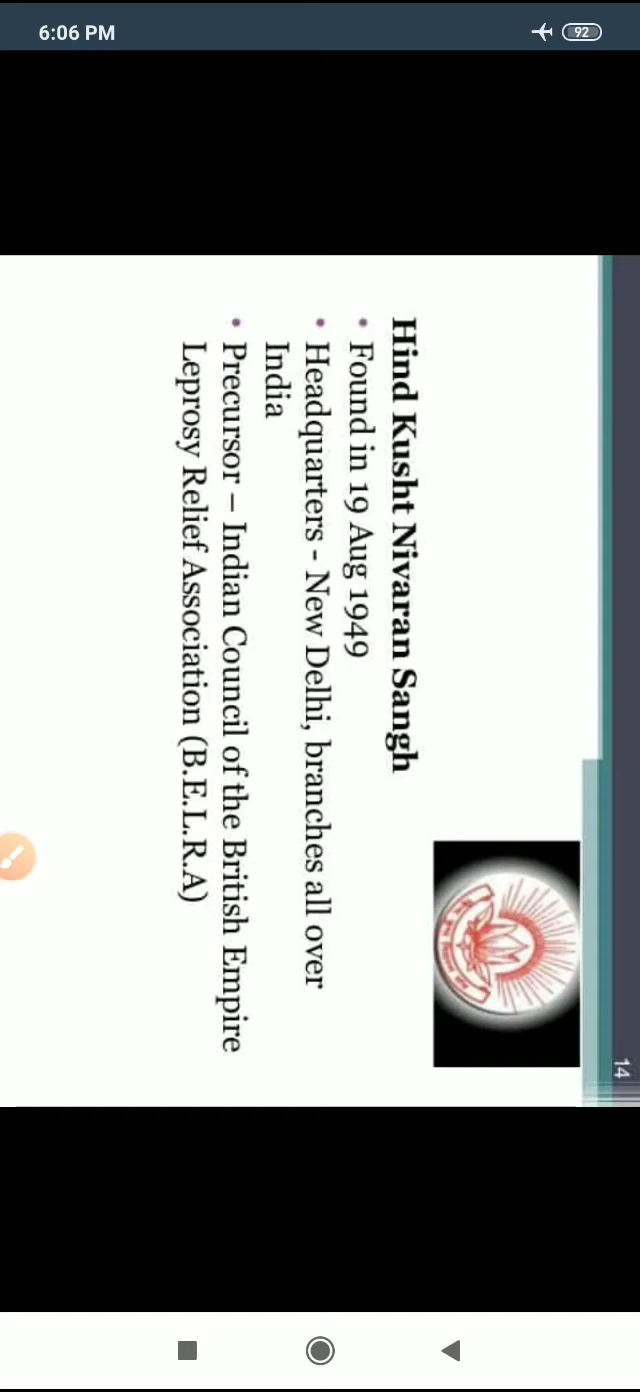 6:06 PM
92
14
Hind Kusht Nivaran Sangh
• Found in 19 Aug 1949
• Headquarters - New Delhi, branches all over
India
• Precursor – Indian Council of the British Empire
Leprosy Relief Association (B.E.L.R.A)